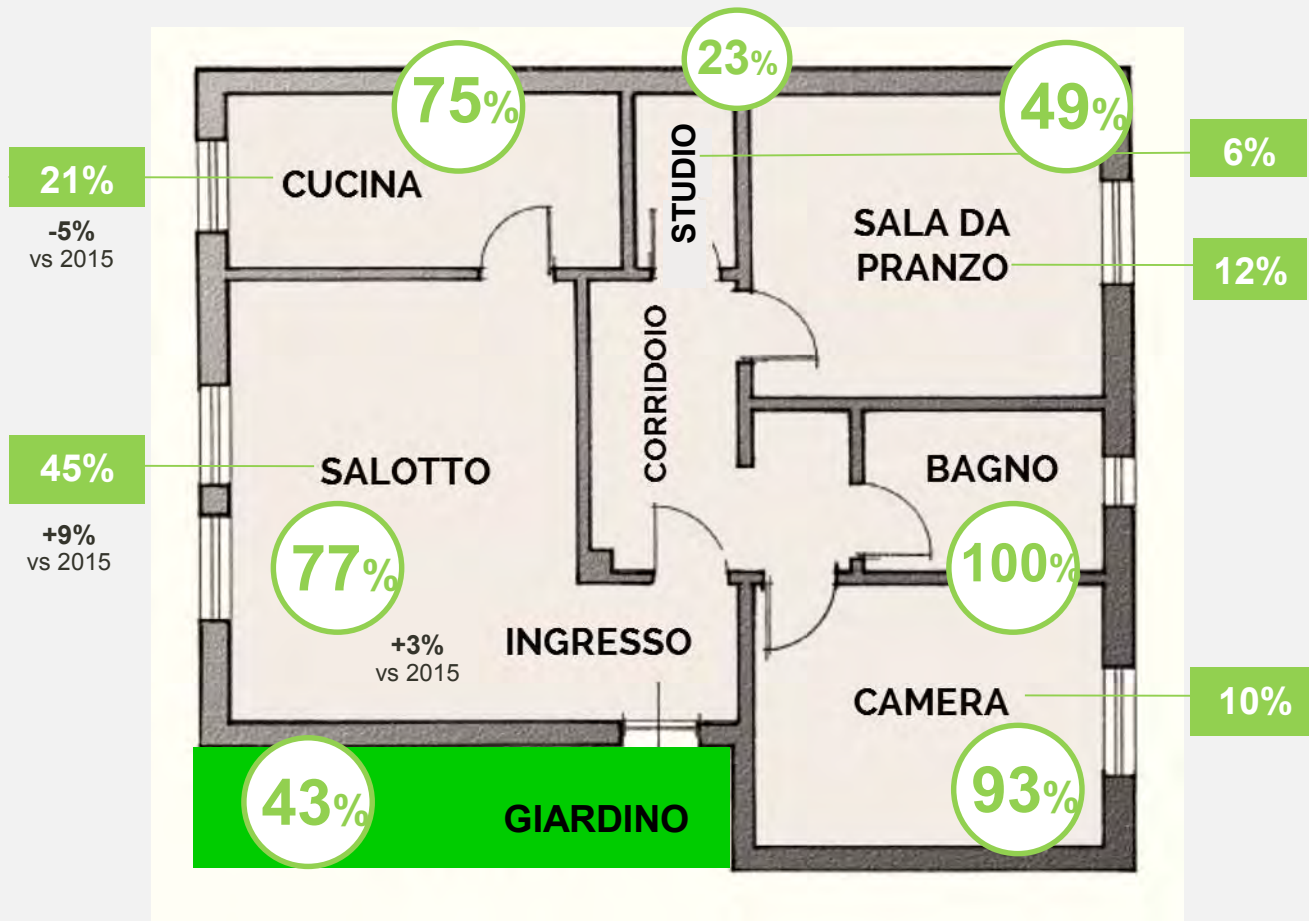 23%
75%
49%
STUDIO
6%
21%
CUCINA
-5%
vs 2015
SALA DA
PRANZO
12%
CORRIDOIO
45%
SALOTTO
BAGNO
+9%
vs 2015
77%
100%
+3%
vs 2015
INGRESSO
CAMERA
10%
43%
GIARDINO
93%